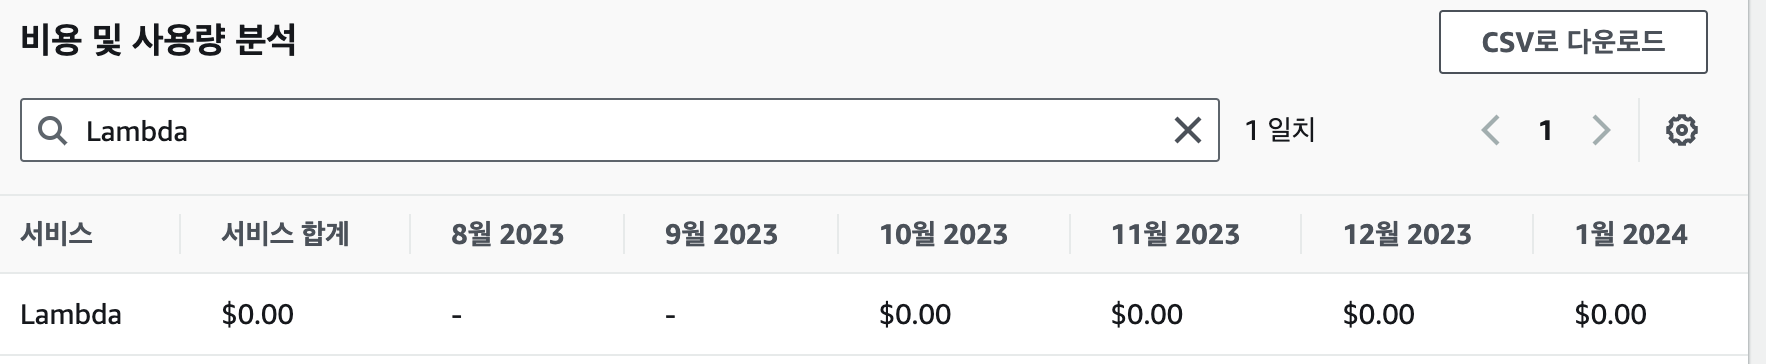 비용 및 사용량 분석
CSV로 다운로드
Lambda
1 일치
1
서비스 서비스 합계 8월 2023 9월 2023 10월 2023 11월 2023 12월 2023 1월 2024
Lambda $0.00 - - $0.00 $0.00 $0.00 $0.00